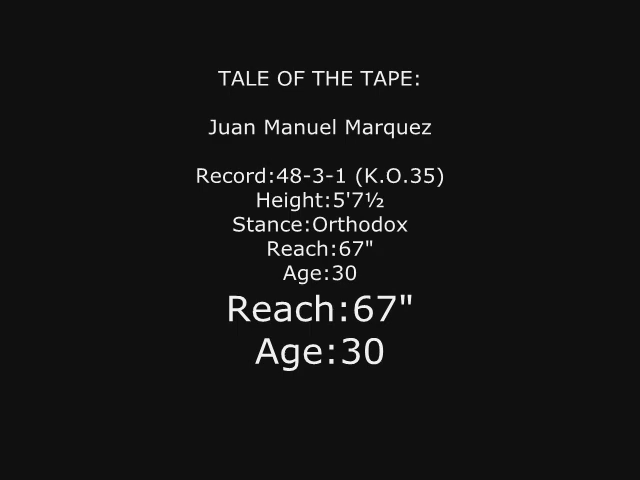 TALE OF THE TAPE:
Juan Manuel Marquez
Record:48-3-1 (K.O.35)
Height:5'7½
Stance:Orthodox
Reach:67"
Age:30
Reach:67"
Age:30